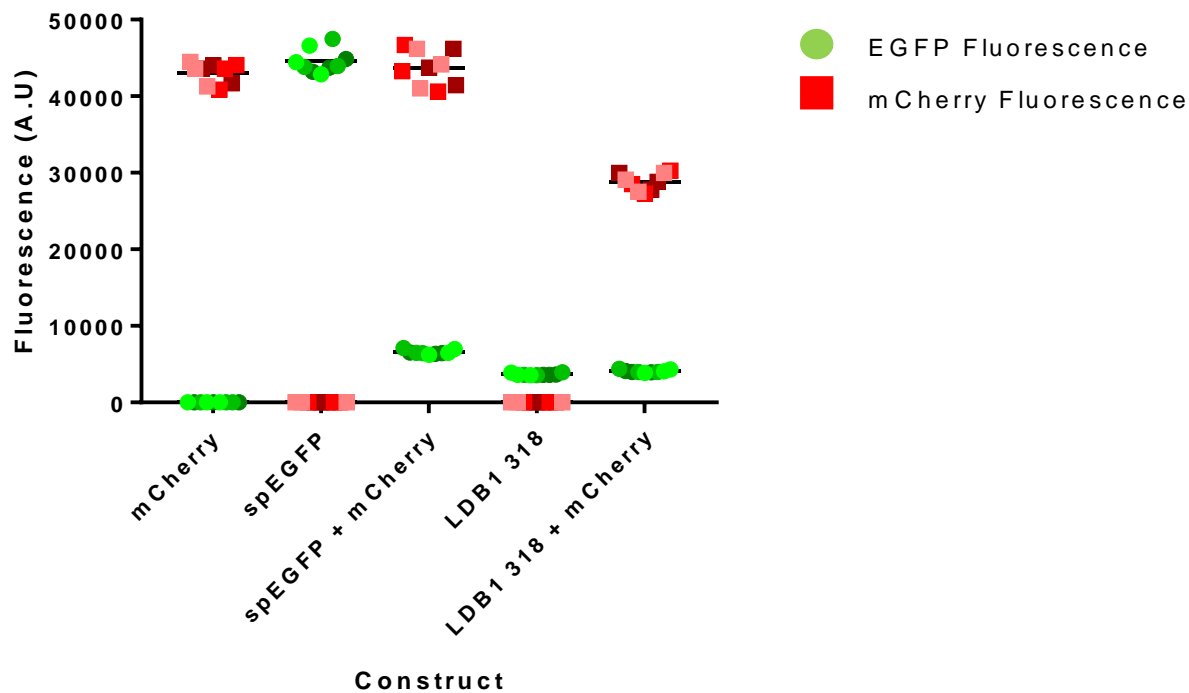 50000
40000
30000
20000
10000
0
Fluorescence (A.U)
mCherry
spEGFP
spEGFP + mCherry
LDB1 318
LDB1 318 + mCherry
Construct
EGFP Fluorescence
mCherry Fluorescence